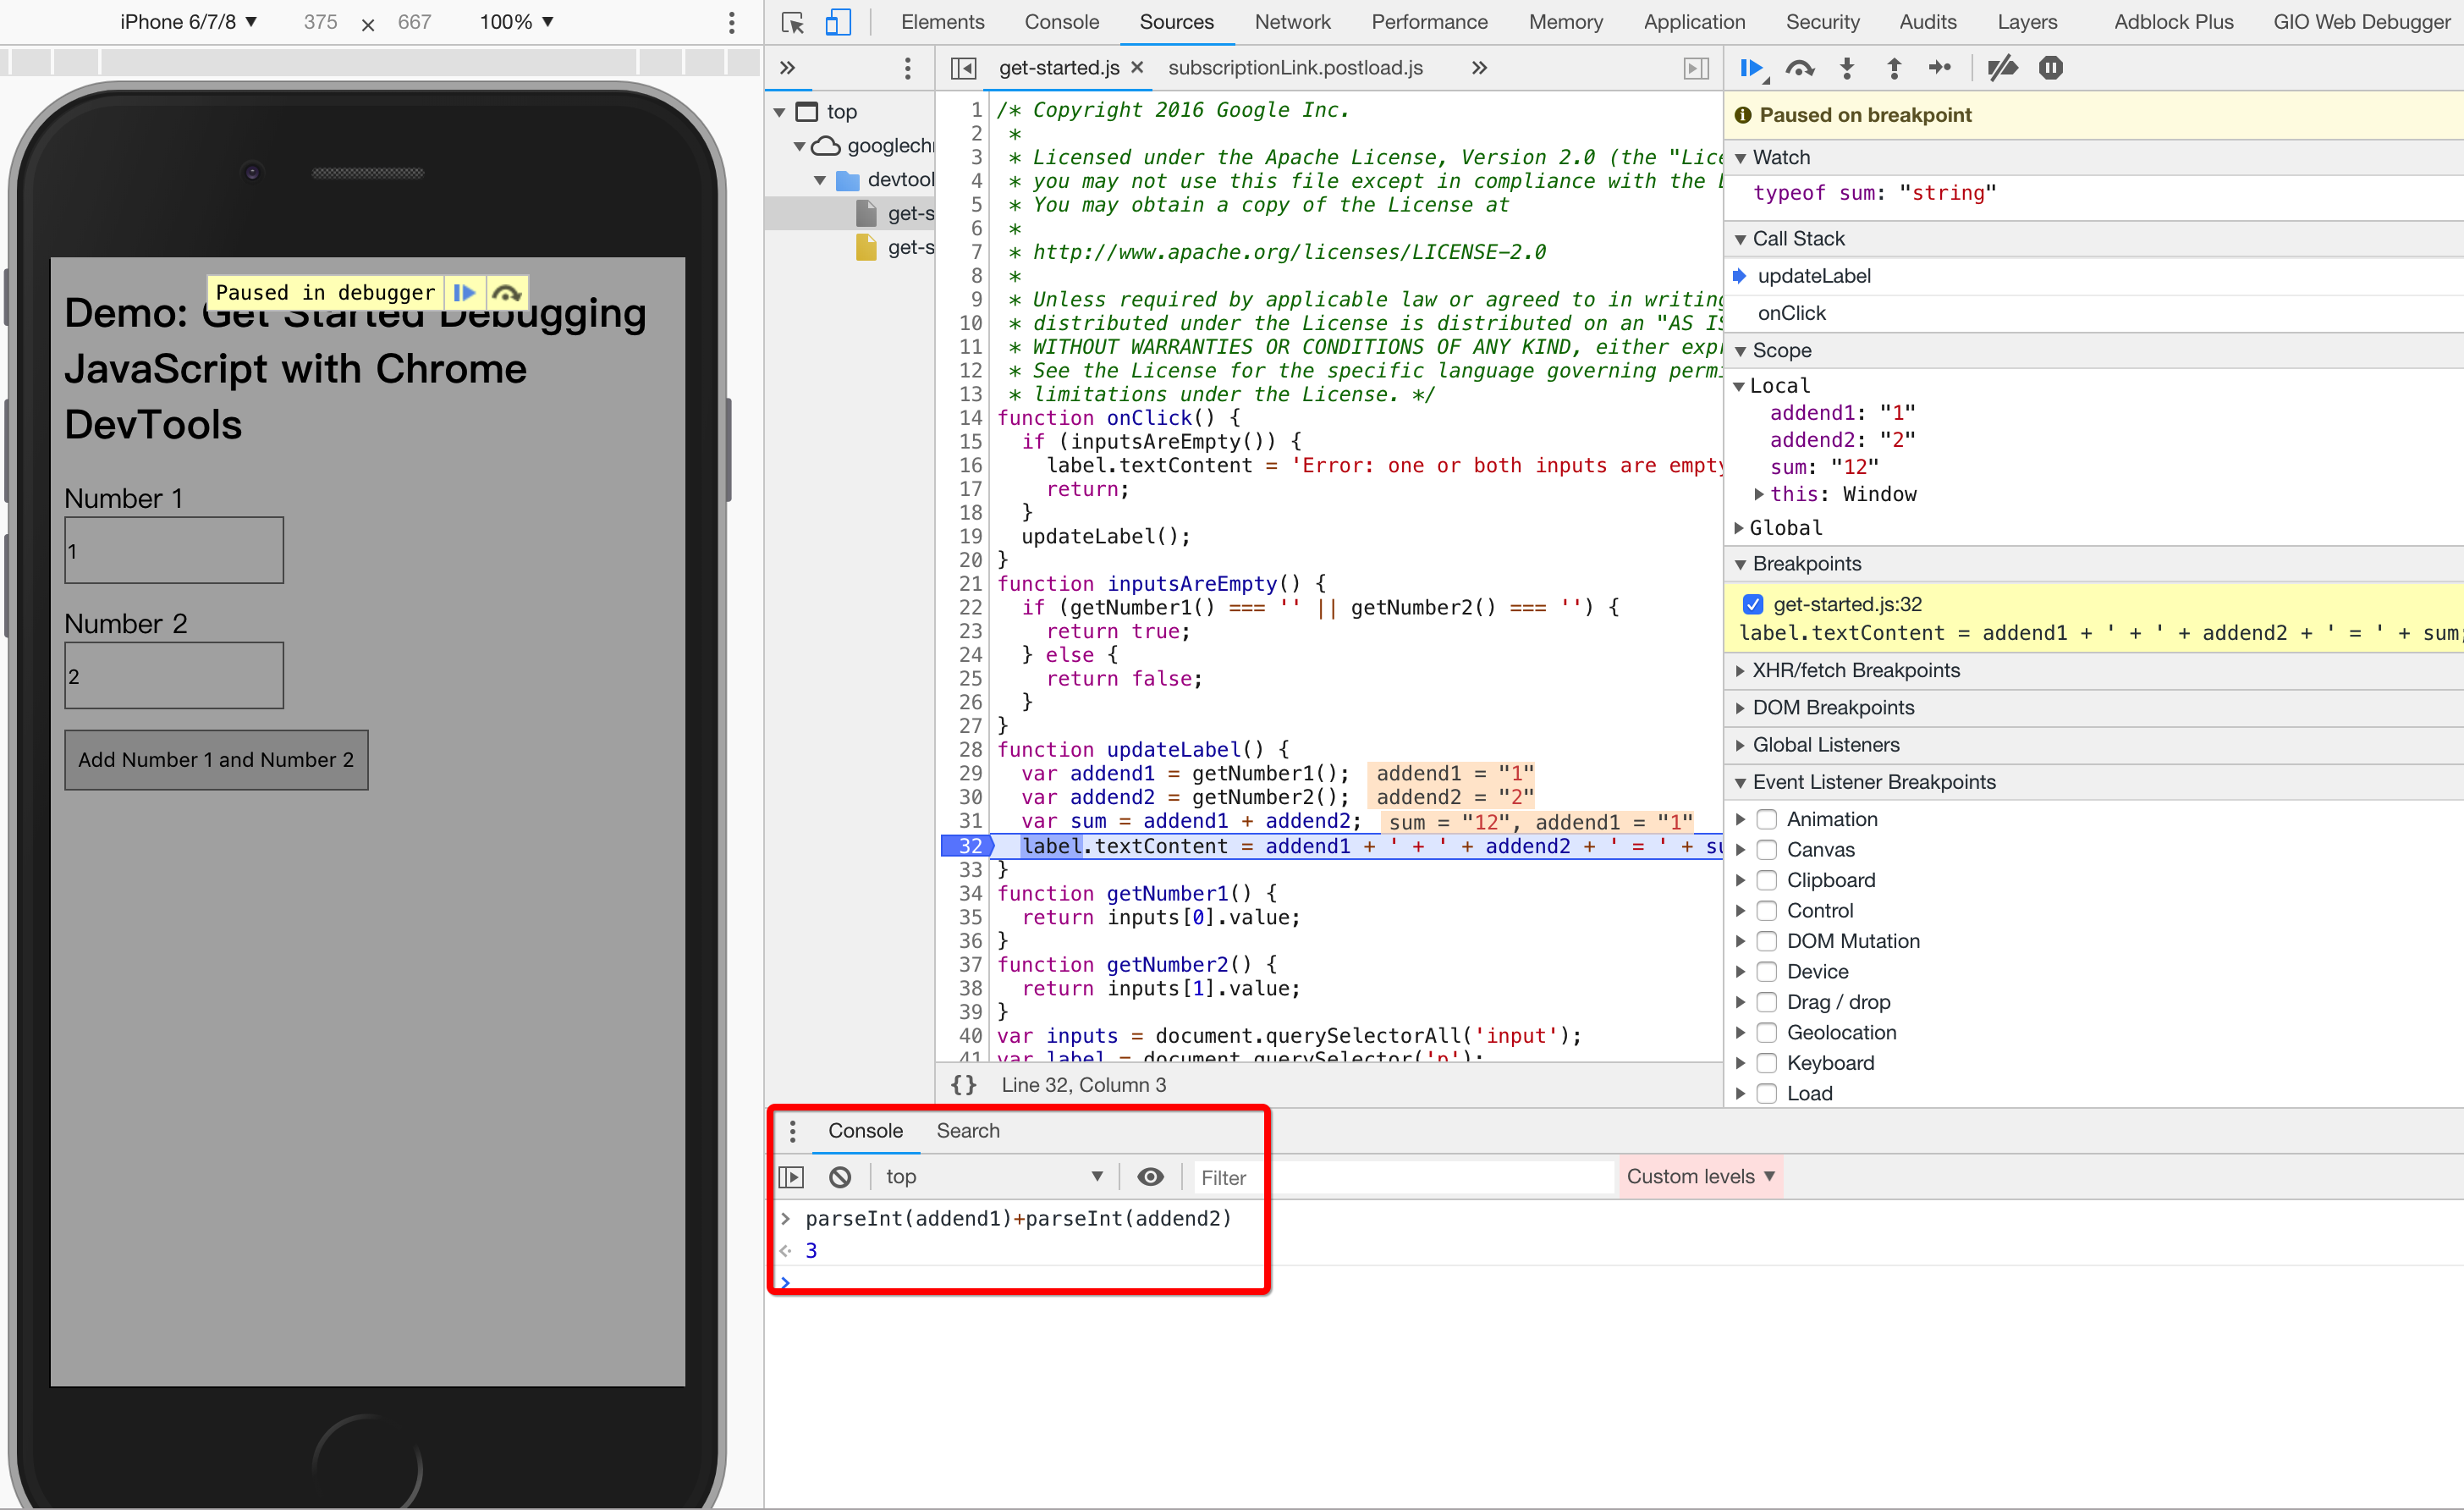 iPhone 6/7/8 ▼ 375 × 667 100% ▼
Elements Console Sources Network Performance Memory Application Security Audits Layers Adblock Plus GIO Web Debugger
Paused in debugger
Demo: Get Started Debugging
JavaScript with Chrome
DevTools
Number 1
1
Number 2
2
Add Number 1 and Number 2
» get-started.js × subscriptionLink.postload.js »
top
googlech
devtool
get-s
get-s
1 /* Copyright 2016 Google Inc.
2 *
3 * Licensed under the Apache License, Version 2.0 (the "Lice
4 * you may not use this file except in compliance with the
5 * You may obtain a copy of the License at
6 *
7 * http://www.apache.org/licenses/LICENSE-2.0
8 *
9 * Unless required by applicable law or agreed to in writing
10 * distributed under the License is distributed on an "AS IS
11 * WITHOUT WARRANTIES OR CONDITIONS OF ANY KIND, either exp
12 * See the License for the specific language governing perm
13 * limitations under the License. */
14 function onClick() {
15 if (inputsAreEmpty()) {
16 label.textContent = 'Error: one or both inputs are empty
17 return;
18 }
19 updateLabel();
20 }
21 function inputsAreEmpty() {
22 if (getNumber1() === '' || getNumber2() === '') {
23 return true;
24 } else {
25 return false;
26 }
27 }
28 function updateLabel() {
29 var addend1 = getNumber1(); addend1 = "1"
30 var addend2 = getNumber2(); addend2 = "2"
31 var sum = addend1 + addend2; sum = "12", addend1 = "1"
32 label.textContent = addend1 + ' + ' + addend2 + ' = ' + su
33 }
34 function getNumber1() {
35 return inputs[0].value;
36 }
37 function getNumber2() {
38 return inputs[1].value;
39 }
40 var inputs = document.querySelectorAll('input');
41 var label = document.querySelector('p');
{} Line 32, Column 3
Paused on breakpoint
Watch
typeof sum: "string"
Call Stack
updateLabel
onClick
Scope
Local
addend1: "1"
addend2: "2"
sum: "12"
this: Window
Global
Breakpoints
get-started.js:32
label.textContent = addend1 + ' + ' + addend2 + ' = ' + sum;
XHR/fetch Breakpoints
DOM Breakpoints
Global Listeners
Event Listener Breakpoints
Animation
Canvas
Clipboard
Control
DOM Mutation
Device
Drag / drop
Geolocation
Keyboard
Load
Console Search
top ▼ Filter Custom levels ▼
> parseInt(addend1)+parseInt(addend2)
3
>